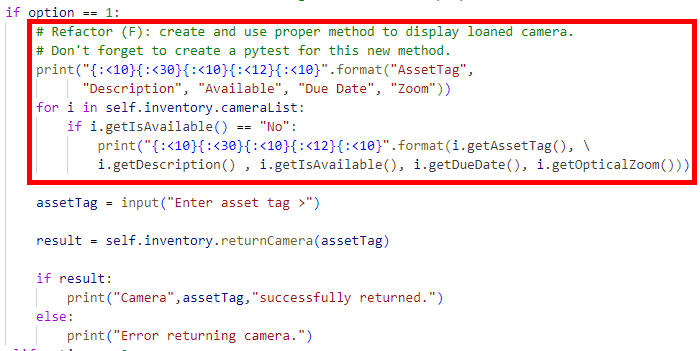 if option == 1:
# Refactor (F): create and use proper method to display loaned camera.
# Don't forget to create a pytest for this new method.
print("{:<10}{:<30}{:<10}{:<12}{:<10}".format("AssetTag",
"Description", "Available", "Due Date", "Zoom"))
for i in self.inventory.cameraList:
if i.getIsAvailable() == "No":
print("{:<10}{:<30}{:<10}{:<12}{:<10}".format(i.getAssetTag(), \
i.getDescription() , i.getIsAvailable(), i.getDueDate(), i.getOpticalZoom()))
assetTag = input("Enter asset tag >")
result = self.inventory.returnCamera(assetTag)
if result:
print("Camera",assetTag,"successfully returned.")
else:
print("Error returning camera.")